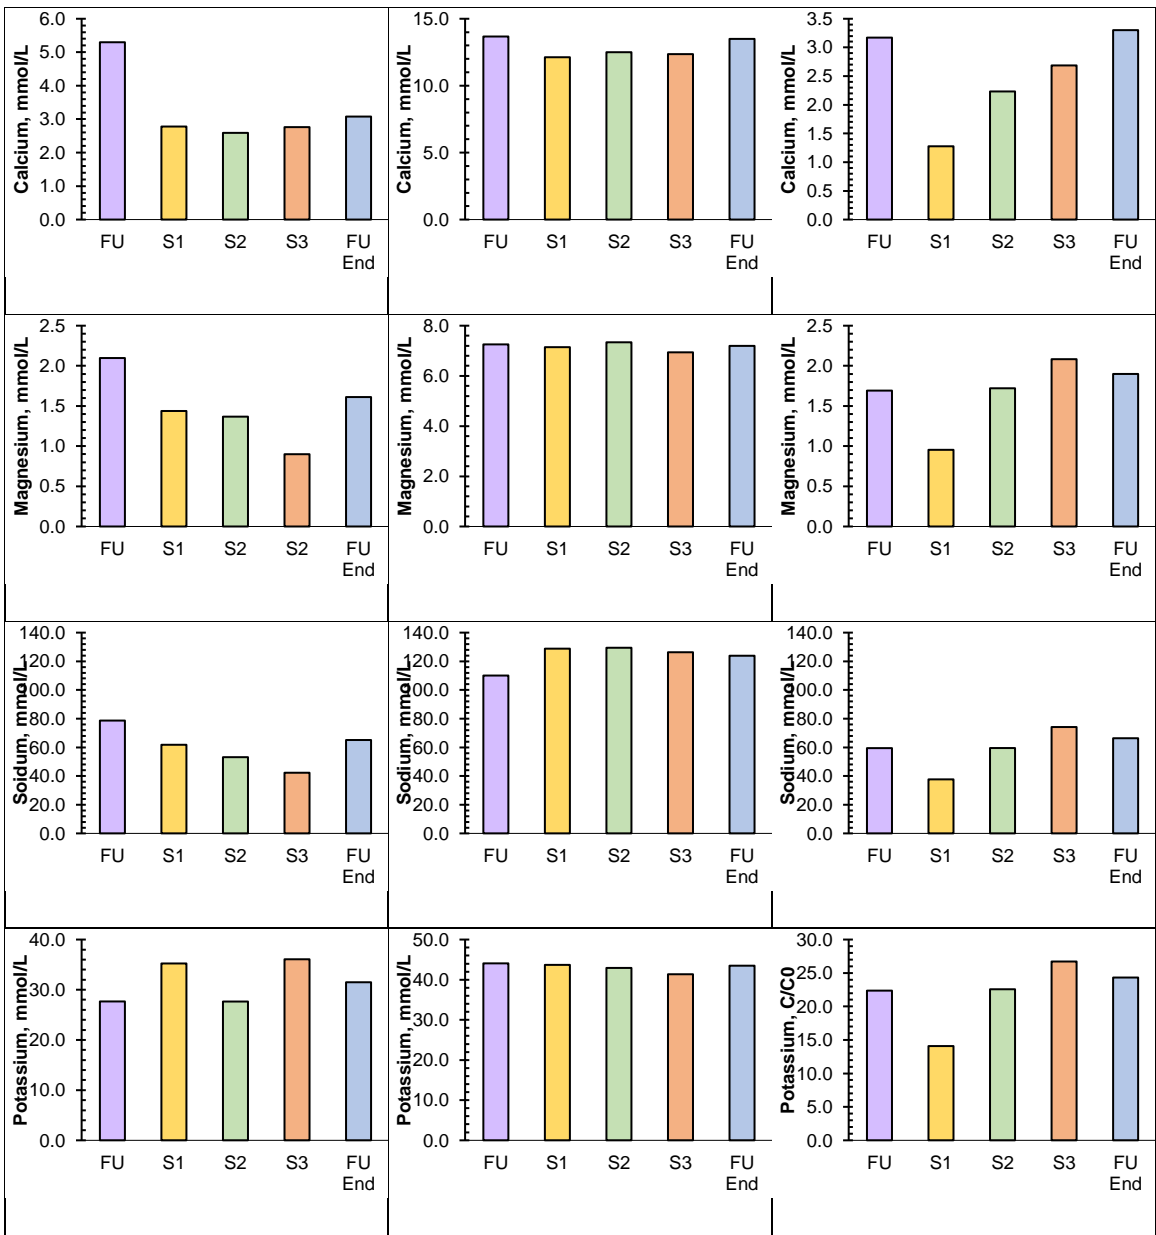 Calcium, mmol/L
6.0
5.0
4.0
3.0
2.0
1.0
0.0
FU S1 S2 S3 FU
End
Calcium, mmol/L
15.0
10.0
5.0
0.0
FU S1 S2 S3 FU
End
Calcium, mmol/L
3.5
3.0
2.5
2.0
1.5
1.0
0.5
0.0
FU S1 S2 S3 FU
End
Magnesium, mmol/L
2.5
2.0
1.5
1.0
0.5
0.0
FU S1 S2 S2 FU
End
Magnesium, mmol/L
8.0
6.0
4.0
2.0
0.0
FU S1 S2 S3 FU
End
Magnesium, mmol/L
2.5
2.0
1.5
1.0
0.5
0.0
FU S1 S2 S3 FU
End
Soidum, mmol/L
140.0
120.0
100.0
80.0
60.0
40.0
20.0
0.0
FU S1 S2 S3 FU
End
Sodium, mmol/L
140.0
120.0
100.0
80.0
60.0
40.0
20.0
0.0
FU S1 S2 S3 FU
End
Sodium, mmol/L
140.0
120.0
100.0
80.0
60.0
40.0
20.0
0.0
FU S1 S2 S3 FU
End
Potassium, mmol/L
40.0
30.0
20.0
10.0
0.0
FU S1 S2 S3 FU
End
Potassium, mmol/L
50.0
40.0
30.0
20.0
10.0
0.0
FU S1 S2 S3 FU
End
Potassium, C/C0
30.0
25.0
20.0
15.0
10.0
5.0
0.0
FU S1 S2 S3 FU
End